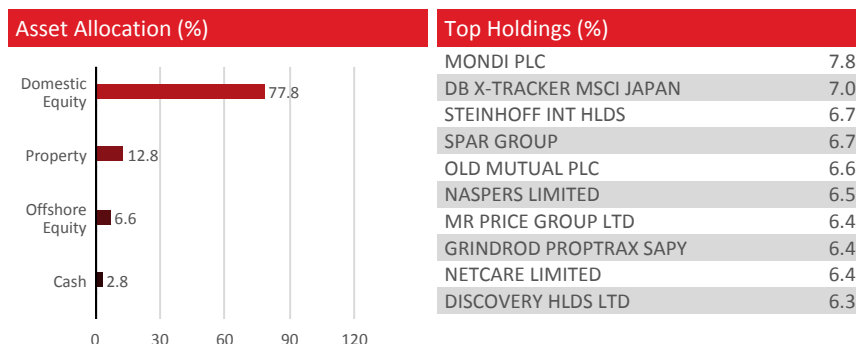 Asset Allocation (%)
Domestic
Equity
77.8
Property
12.8
Offshore
Equity
6.6
Cash
2.8
0 30 60 90 120
Top Holdings (%)
MONDI PLC 7.8
DB X-TRACKER MSCI JAPAN 7.0
STEINHOFF INT HLDS 6.7
SPAR GROUP 6.7
OLD MUTUAL PLC 6.6
NASPERS LIMITED 6.5
MR PRICE GROUP LTD 6.4
GRINDROD PROPTRAX SAPY 6.4
NETCARE LIMITED 6.4
DISCOVERY HLDS LTD 6.3